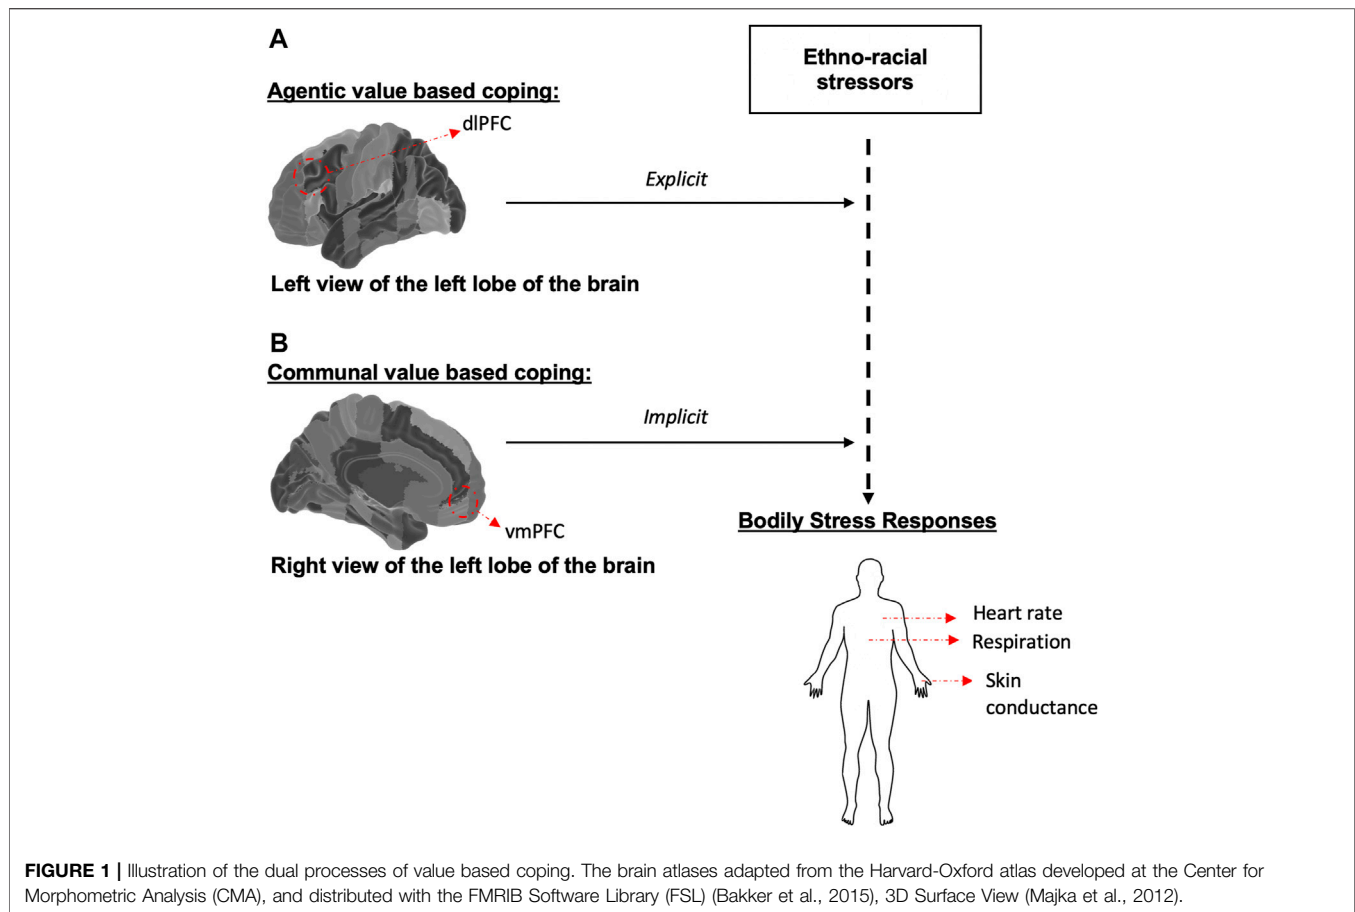 A
Agentic value based coping:
dlPFC
Explicit
Left view of the left lobe of the brain
B
Communal value based coping:
Implicit
vmPFC
Right view of the left lobe of the brain
Ethno-racial
stressors
Bodily Stress Responses
Heart rate
Respiration
Skin
conductance
FIGURE 1 | Illustration of the dual processes of value based coping. The brain atlases adapted from the Harvard-Oxford atlas developed at the Center for
Morphometric Analysis (CMA), and distributed with the FMRIB Software Library (FSL) (Bakker et al., 2015), 3D Surface View (Majka et al., 2012).